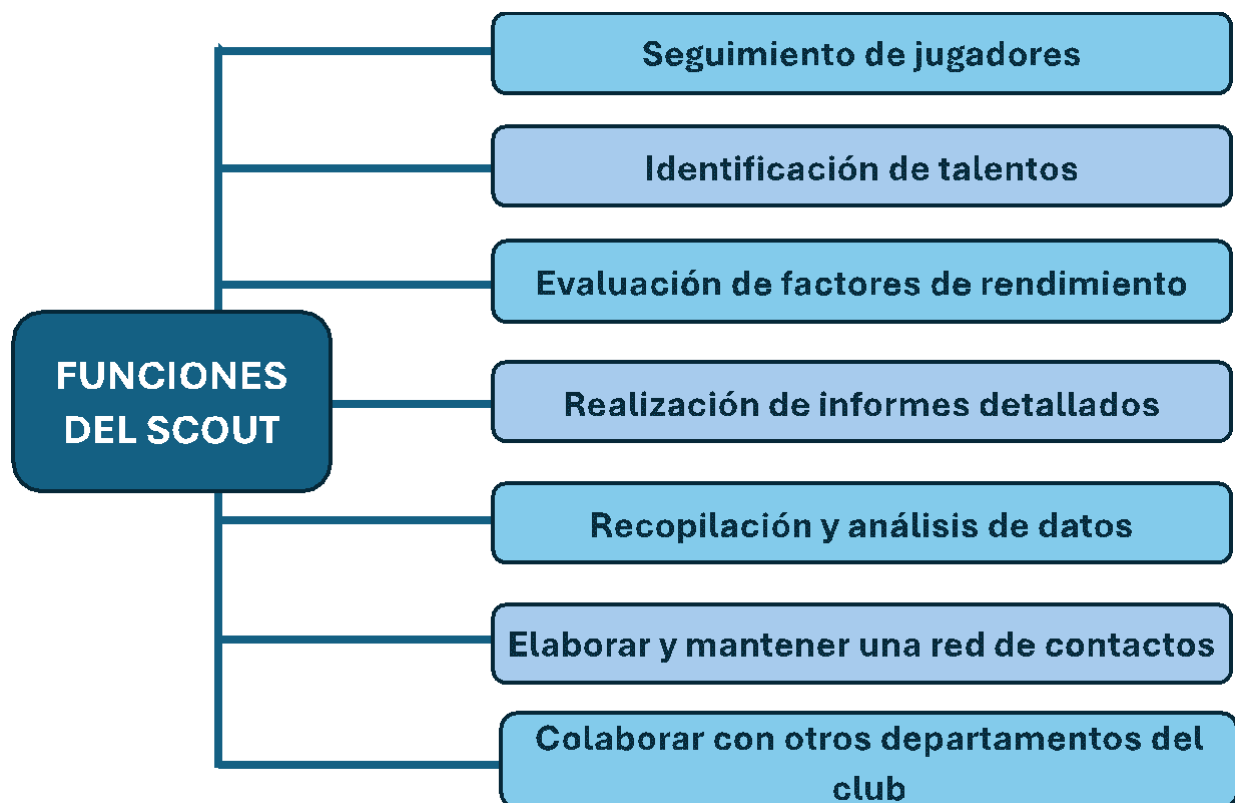 Seguimiento de jugadores
Identificación de talentos
Evaluación de factores de rendimiento
FUNCIONES
DEL SCOUT
Realización de informes detallados
Recopilación y análisis de datos
Elaborar y mantener una red de contactos
Colaborar con otros departamentos del
club